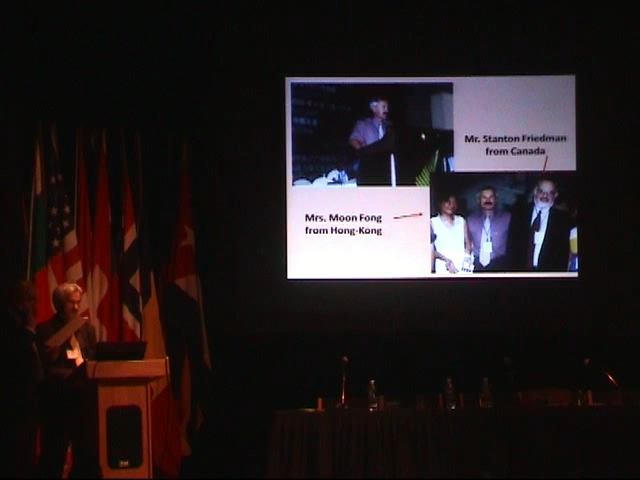 Mr. Stanton Friedman
from Canada
Mrs. Moon Fong
from Hong-Kong